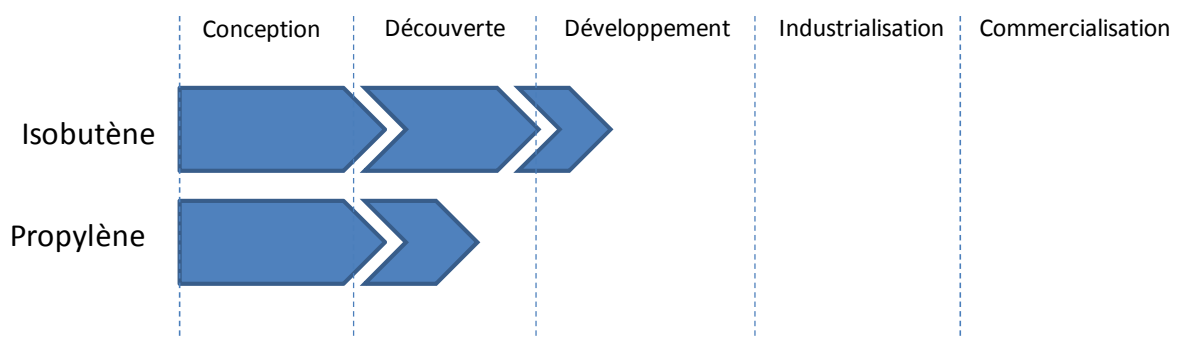 Conception Découverte Développement Industrialisation Commercialisation
Isobutène
Propylène